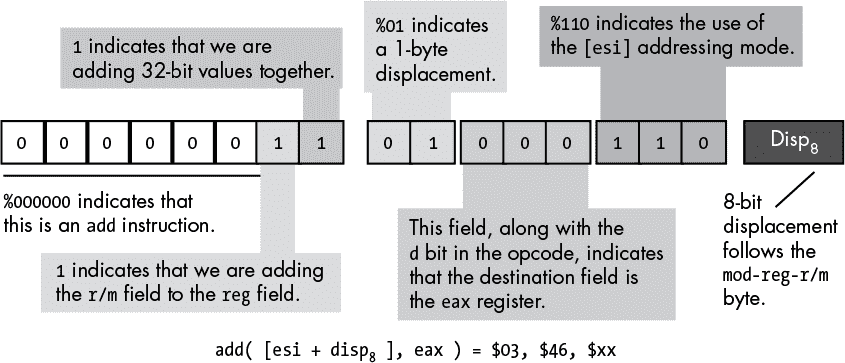 1 indicates that we are
adding 32-bit values together.
%01 indicates
a 1-byte
displacement.
%110 indicates the use of
the [esi] addressing mode.
0 0 0 0 0 0 1 1 0 1 0 0 0 1 1 0 Disp8
%000000 indicates that
this is an add instruction.
1 indicates that we are adding
the r/m field to the reg field.
This field, along with the
d bit in the opcode, indicates
that the destination field is
the eax register.
8-bit
displacement
follows the
mod-reg-r/m
byte.
add( [esi + disp8 ], eax ) = $03, $46, $xx